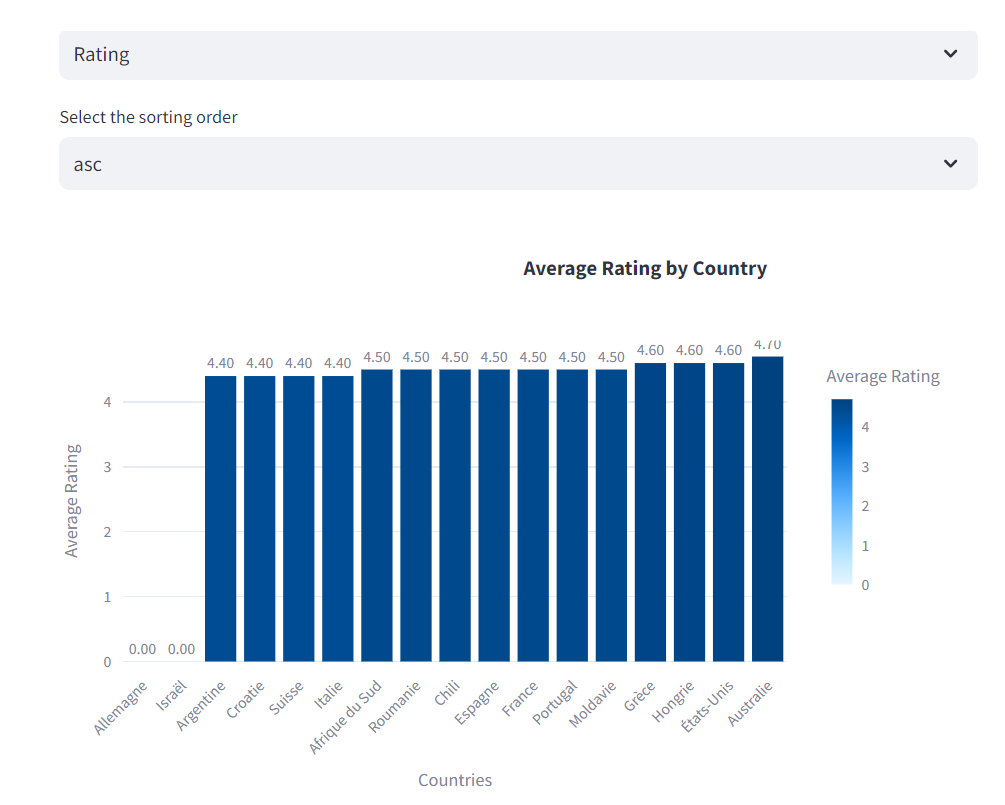 Rating
Select the sorting order
asc
Average Rating by Country
4.40 4.40 4.40 4.40 4.50 4.50 4.50 4.50 4.50 4.50 4.50 4.60 4.60 4.60 4.70
0.00 0.00
Average Rating
4
3
2
1
0
Allemagne
Israël
Argentine
Croatie
Suisse
Italie
Afrique du Sud
Roumanie
Chili
Espagne
France
Portugal
Moldavie
Grèce
Hongrie
États-Unis
Australie
Countries
Average Rating
4
3
2
1
0